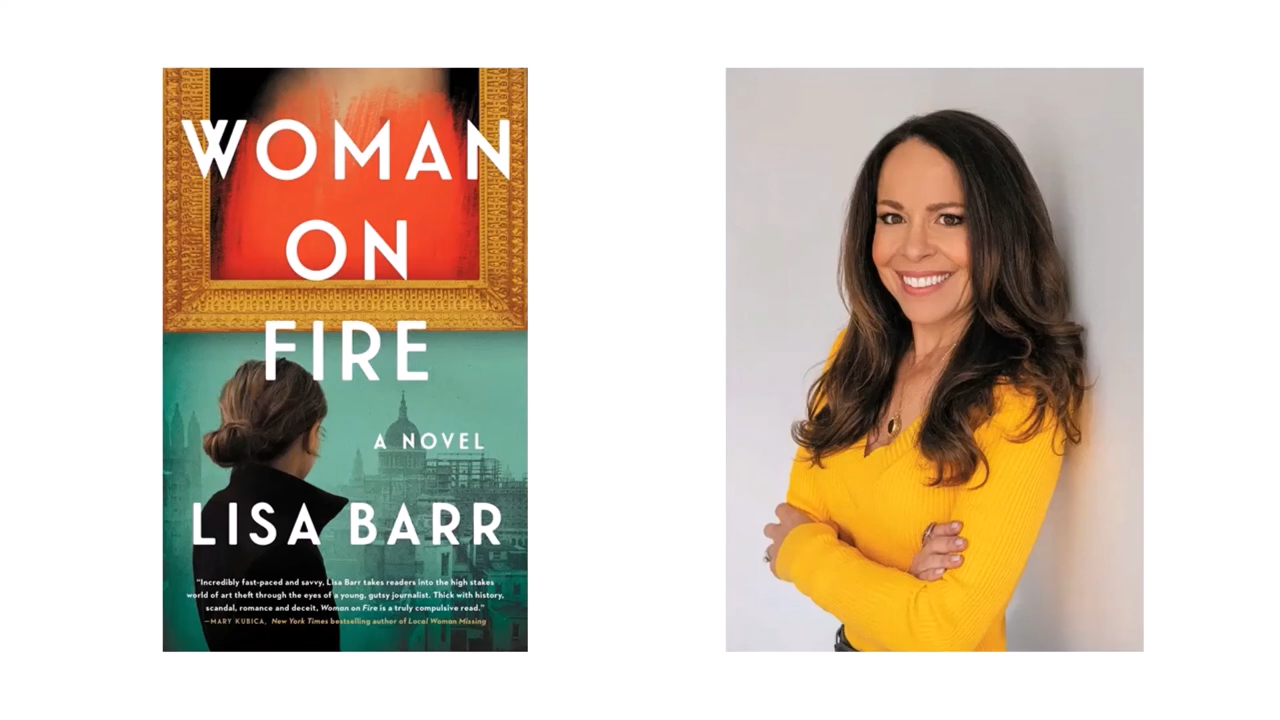 WOMAN
ON
FIRE
A NOVEL
LISA BARR
"Incredibly fast-paced and savvy, Lisa Barr takes readers into the high stakes
world of art theft through the eyes of a young, gutsy journalist. Thick with history,
scandal, romance and deceit, Woman on Fire is a truly compulsive read."
—MARY KUBICA, New York Times bestselling author of Local Woman Missing